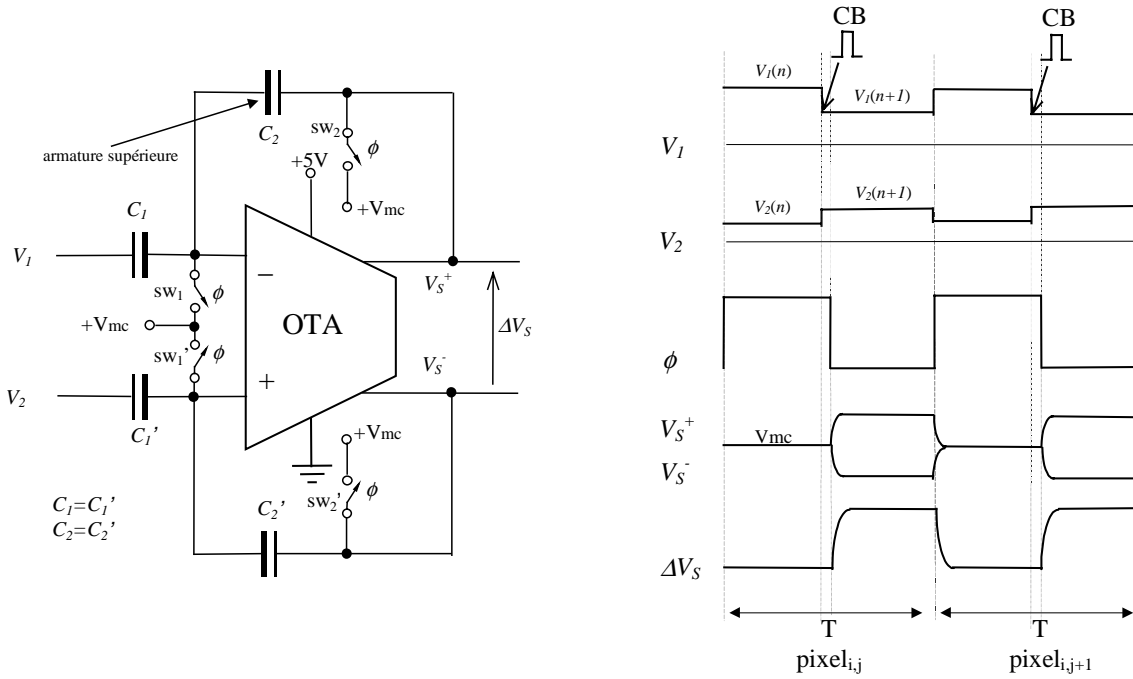 C2
armature supérieure
sw2
ϕ
+5V
+Vmc
C1
V1
−
sw1
ϕ
+Vmc
OTA
VS+
ΔVS
sw1’
ϕ
VS-
V2
+
C1’
+Vmc
C1=C1’
C2=C2’
C2’
sw2’
ϕ
CB
CB
V1(n)
V1(n+1)
V1
V2(n)
V2(n+1)
V2
ϕ
VS+
Vmc
VS-
ΔVS
T
T
pixeli,j
pixeli,j+1